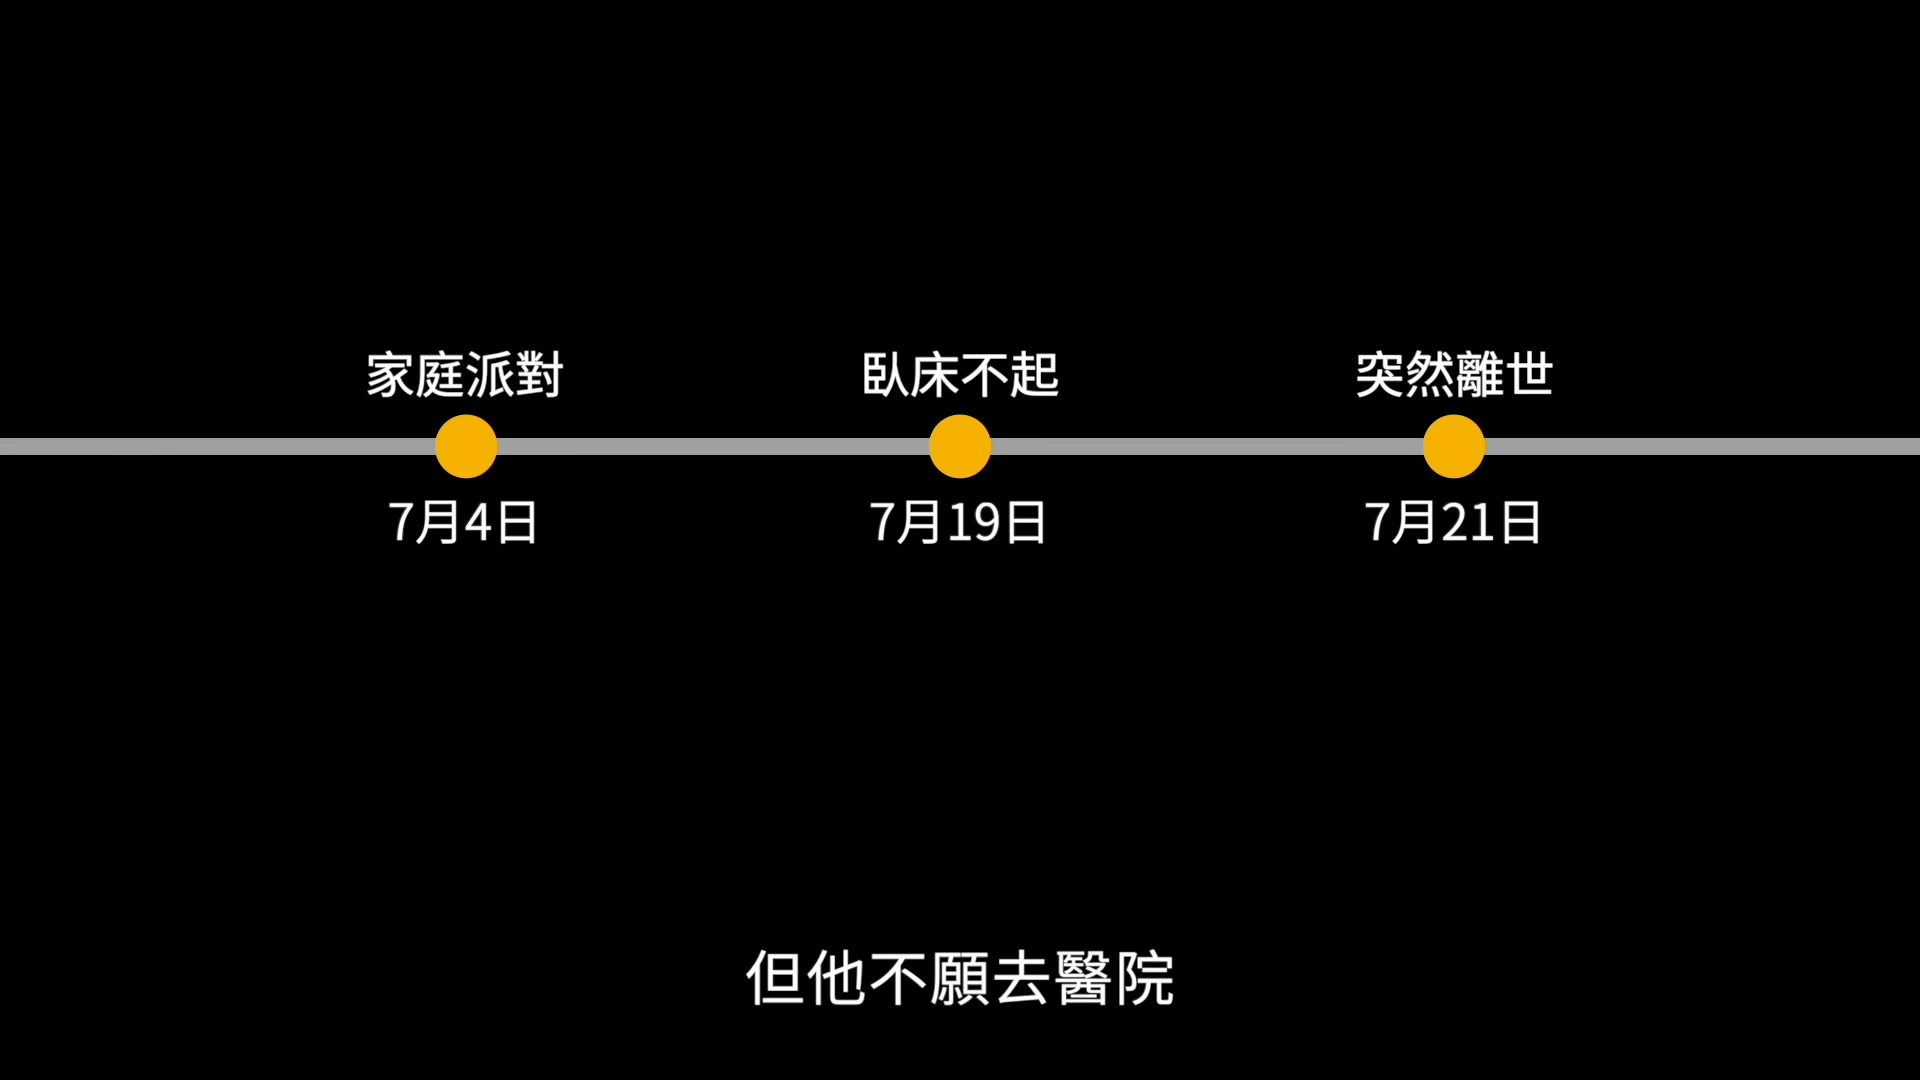 家庭派對
臥床不起
突然離世
7月4日
7月19日
7月21日
但他不願去醫院